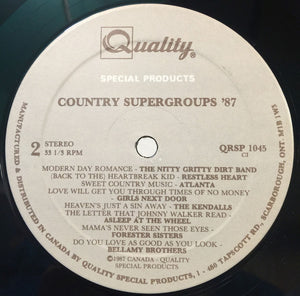 Quality®
SPECIAL PRODUCTS
COUNTRY SUPERGROUPS '87
2 STEREO
33 1/3 RPM
QRSP 1045
MODERN DAY ROMANCE - THE NITTY GRITTY DIRT BAND
(BACK TO THE) HEARTBREAK KID - RESTLESS HEART
SWEET COUNTRY MUSIC - ATLANTA
LOVE WILL GET YOU THROUGH TIMES OF NO MONEY
- GIRLS NEXT DOOR
HEAVEN'S JUST A SIN AWAY - THE KENDALLS
THE LETTER THAT JOHNNY WALKER READ -
ASLEEP AT THE WHEEL
MAMA'S NEVER SEEN THOSE EYES -
FORESTER SISTERS
DO YOU LOVE AS GOOD AS YOU LOOK -
BELLAMY BROTHERS
©1987 CANADA - QUALITY
SPECIAL PRODUCTS
MANUFACTURED & DISTRIBUTED IN CANADA BY QUALITY SPECIAL PRODUCTS, 1 - 480 TAPSCOTT RD., SCARBOROUGH, ONT. M1B 1W3